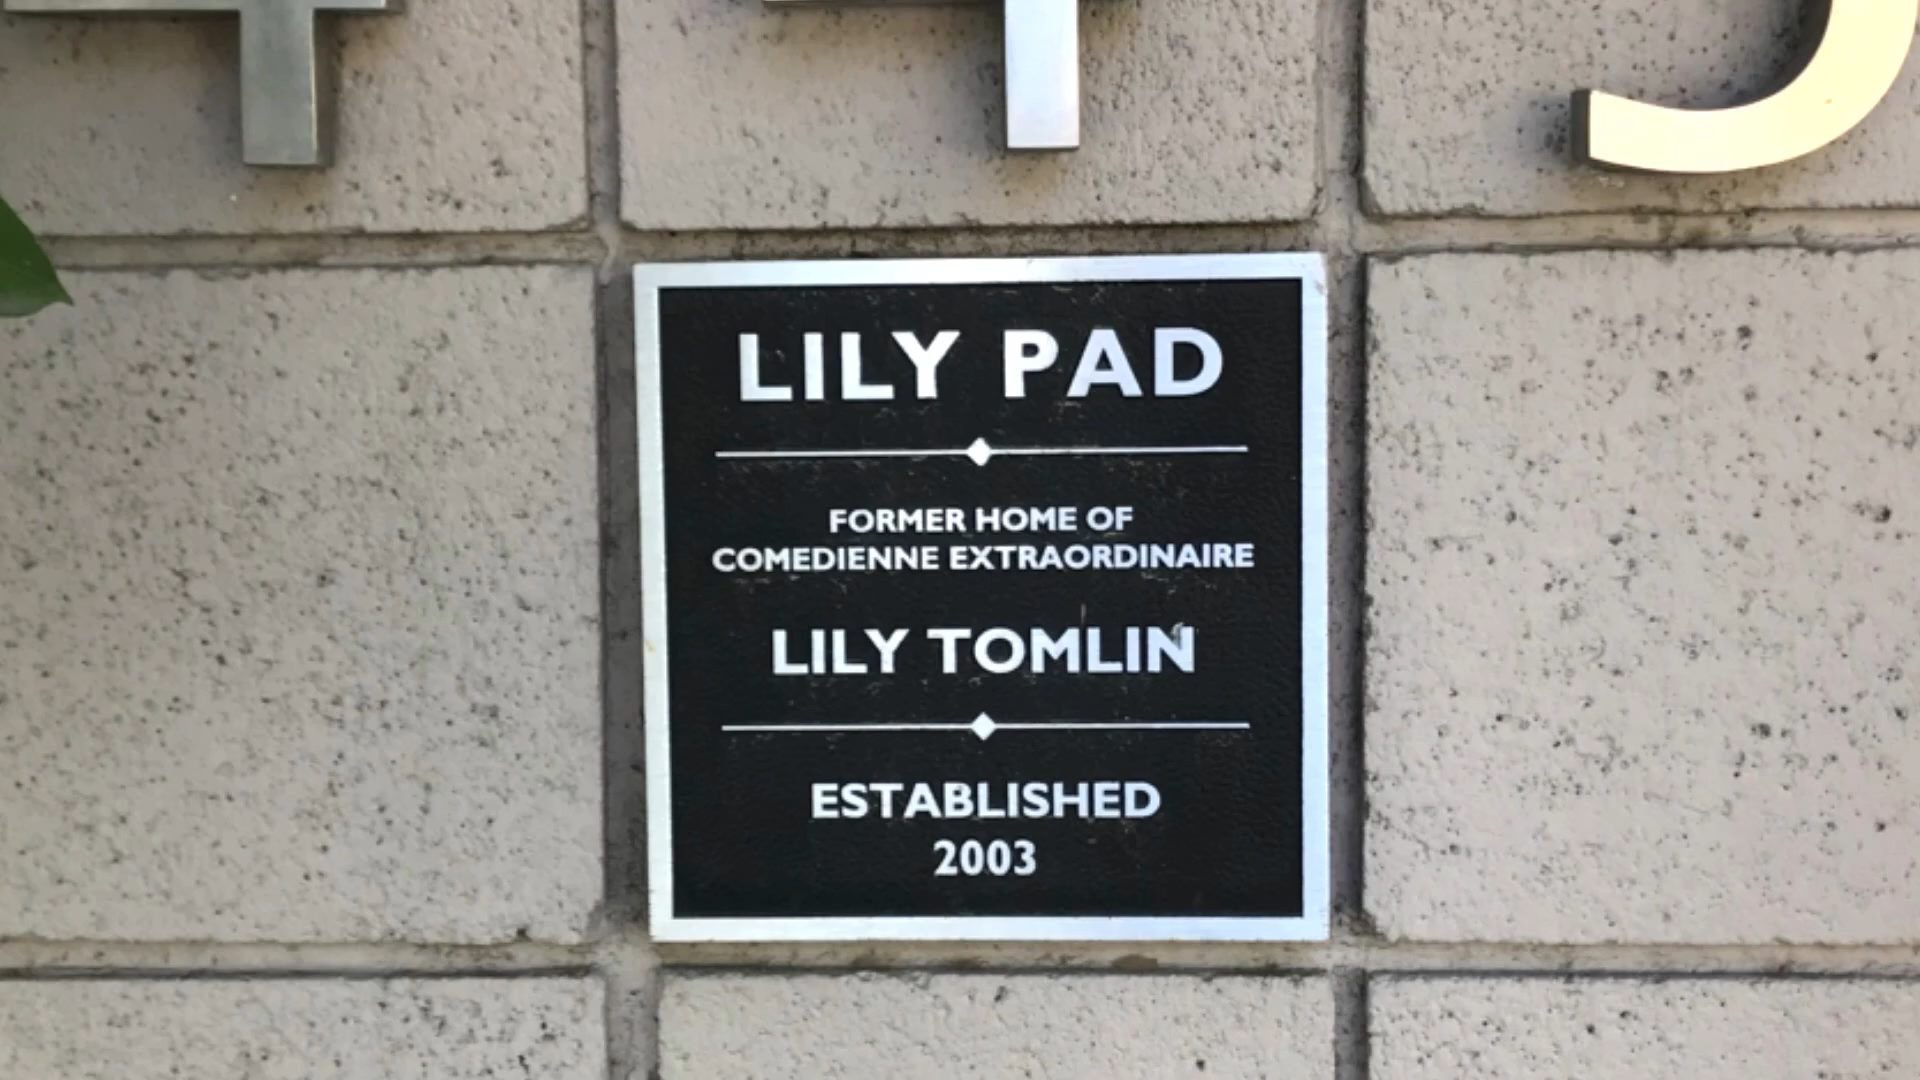 LILY PAD
FORMER HOME OF
COMEDIENNE EXTRAORDINAIRE
LILY TOMLIN
ESTABLISHED
2003